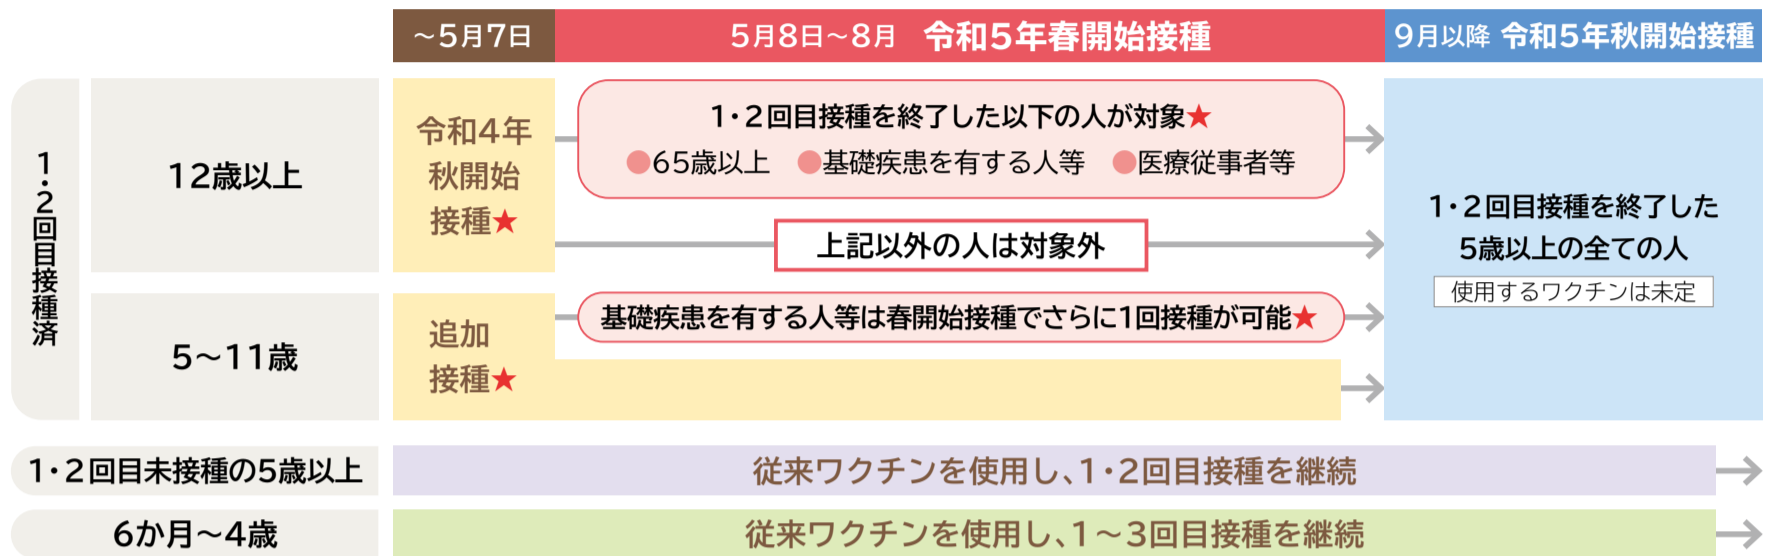 ～5月7日
5月8日～8月 令和5年春開始接種
9月以降 令和5年秋開始接種
1・2回目接種済
12歳以上
令和4年
秋開始
接種★
1・2回目接種を終了した以下の人が対象★
●65歳以上 ●基礎疾患を有する人等 ●医療従事者等
上記以外の人は対象外
5～11歳
追加
接種★
基礎疾患を有する人等は春開始接種でさらに1回接種が可能★
1・2回目接種を終了した
5歳以上の全ての人
使用するワクチンは未定
1・2回目未接種の5歳以上
従来ワクチンを使用し、1・2回目接種を継続
6か月～4歳
従来ワクチンを使用し、1～3回目接種を継続